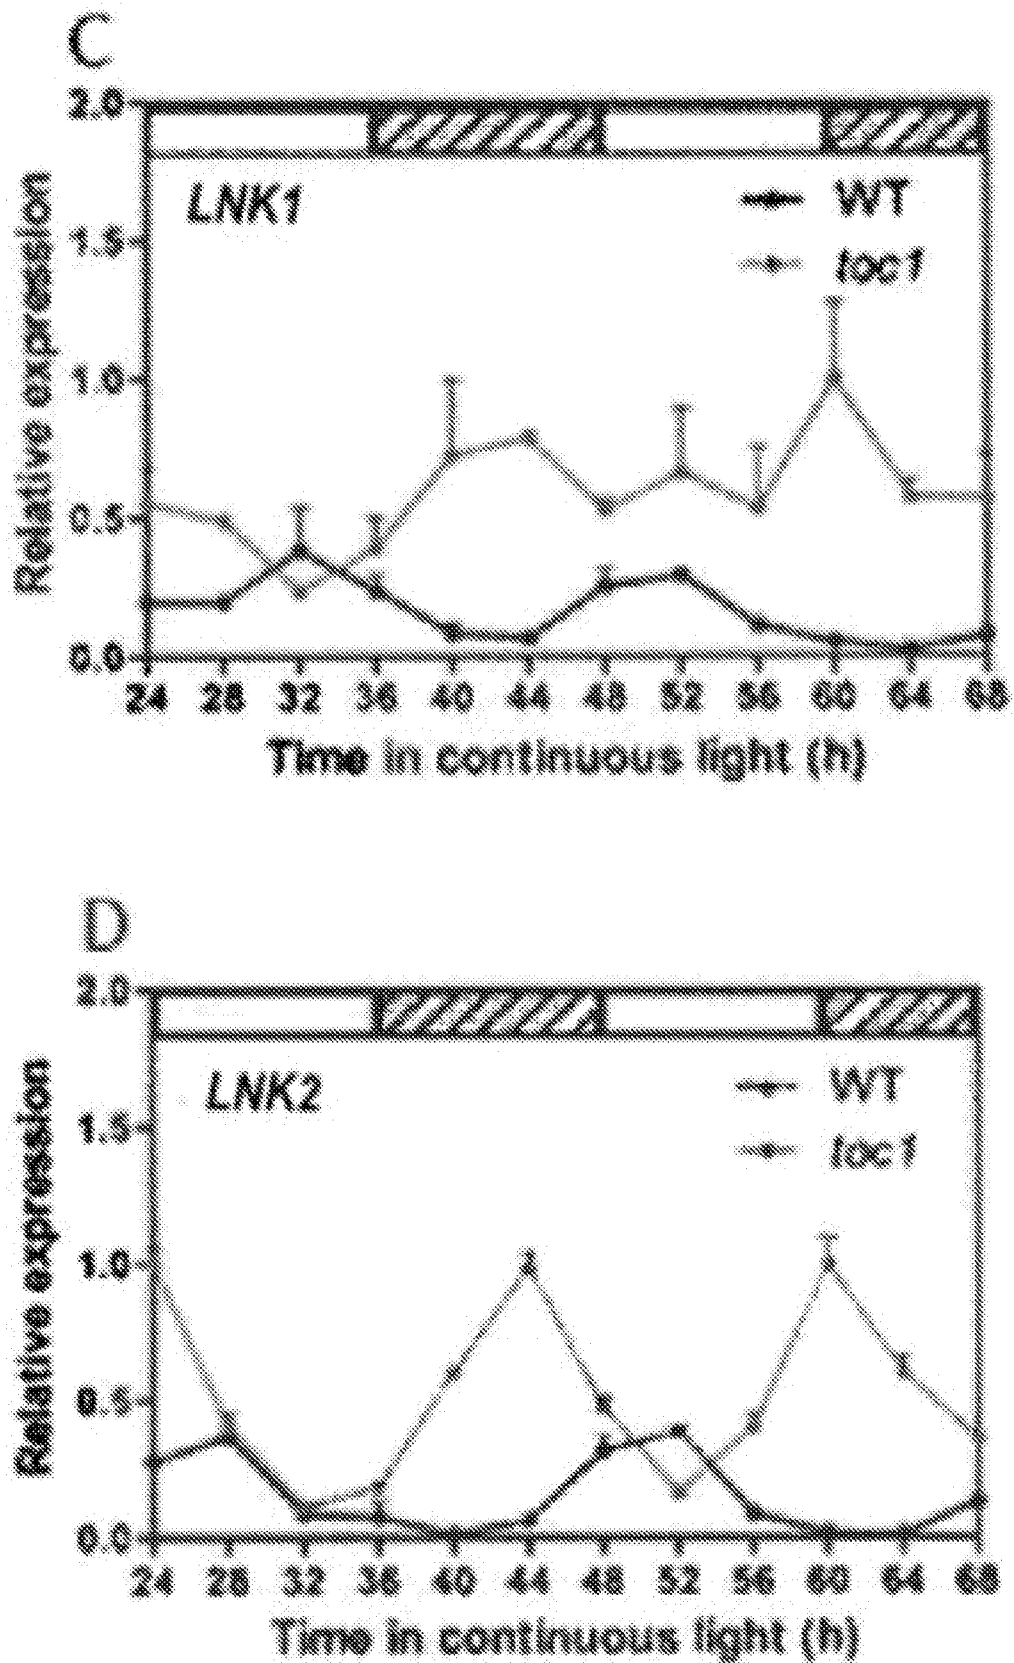 C
2.0
LNK1
WT
toc1
1.5
1.0
0.5
0.0
24 28 32 36 40 44 48 52 56 60 64 68
Relative expression
Time in continuous light (h)
D
2.0
LNK2
WT
toc1
1.5
1.0
0.5
0.0
24 28 32 36 40 44 48 52 56 60 64 68
Relative expression
Time in continuous light (h)